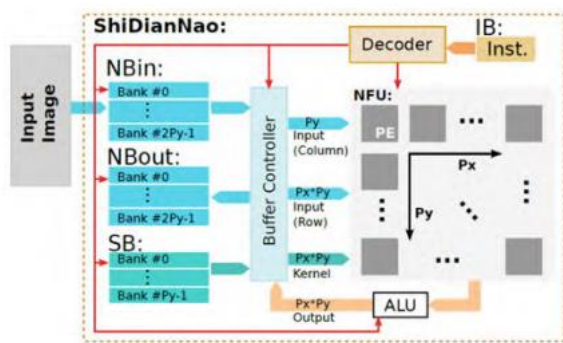 ShiDianNao:
IB:
Decoder
Inst.
Input
Image
NBin:
Bank #0
Bank #2Py-1
NBout:
Bank #0
Bank #2Py-1
SB:
Bank #0
Bank #Py-1
Buffer Controller
Py
Input
(Column)
Px*Py
Input
(Row)
Px*Py
Kernel
Px*Py
Output
NFU:
PE
Px
Py
ALU